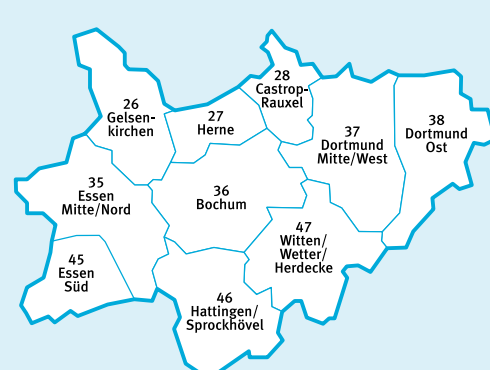 26
Gelsen-
kirchen
27
Herne
28
Castrop-
Rauxel
37
Dortmund
Mitte/West
38
Dortmund
Ost
35
Essen
Mitte/Nord
36
Bochum
47
Witten/
Wetter/
Herdecke
45
Essen
Süd
46
Hattingen/
Sprockhövel